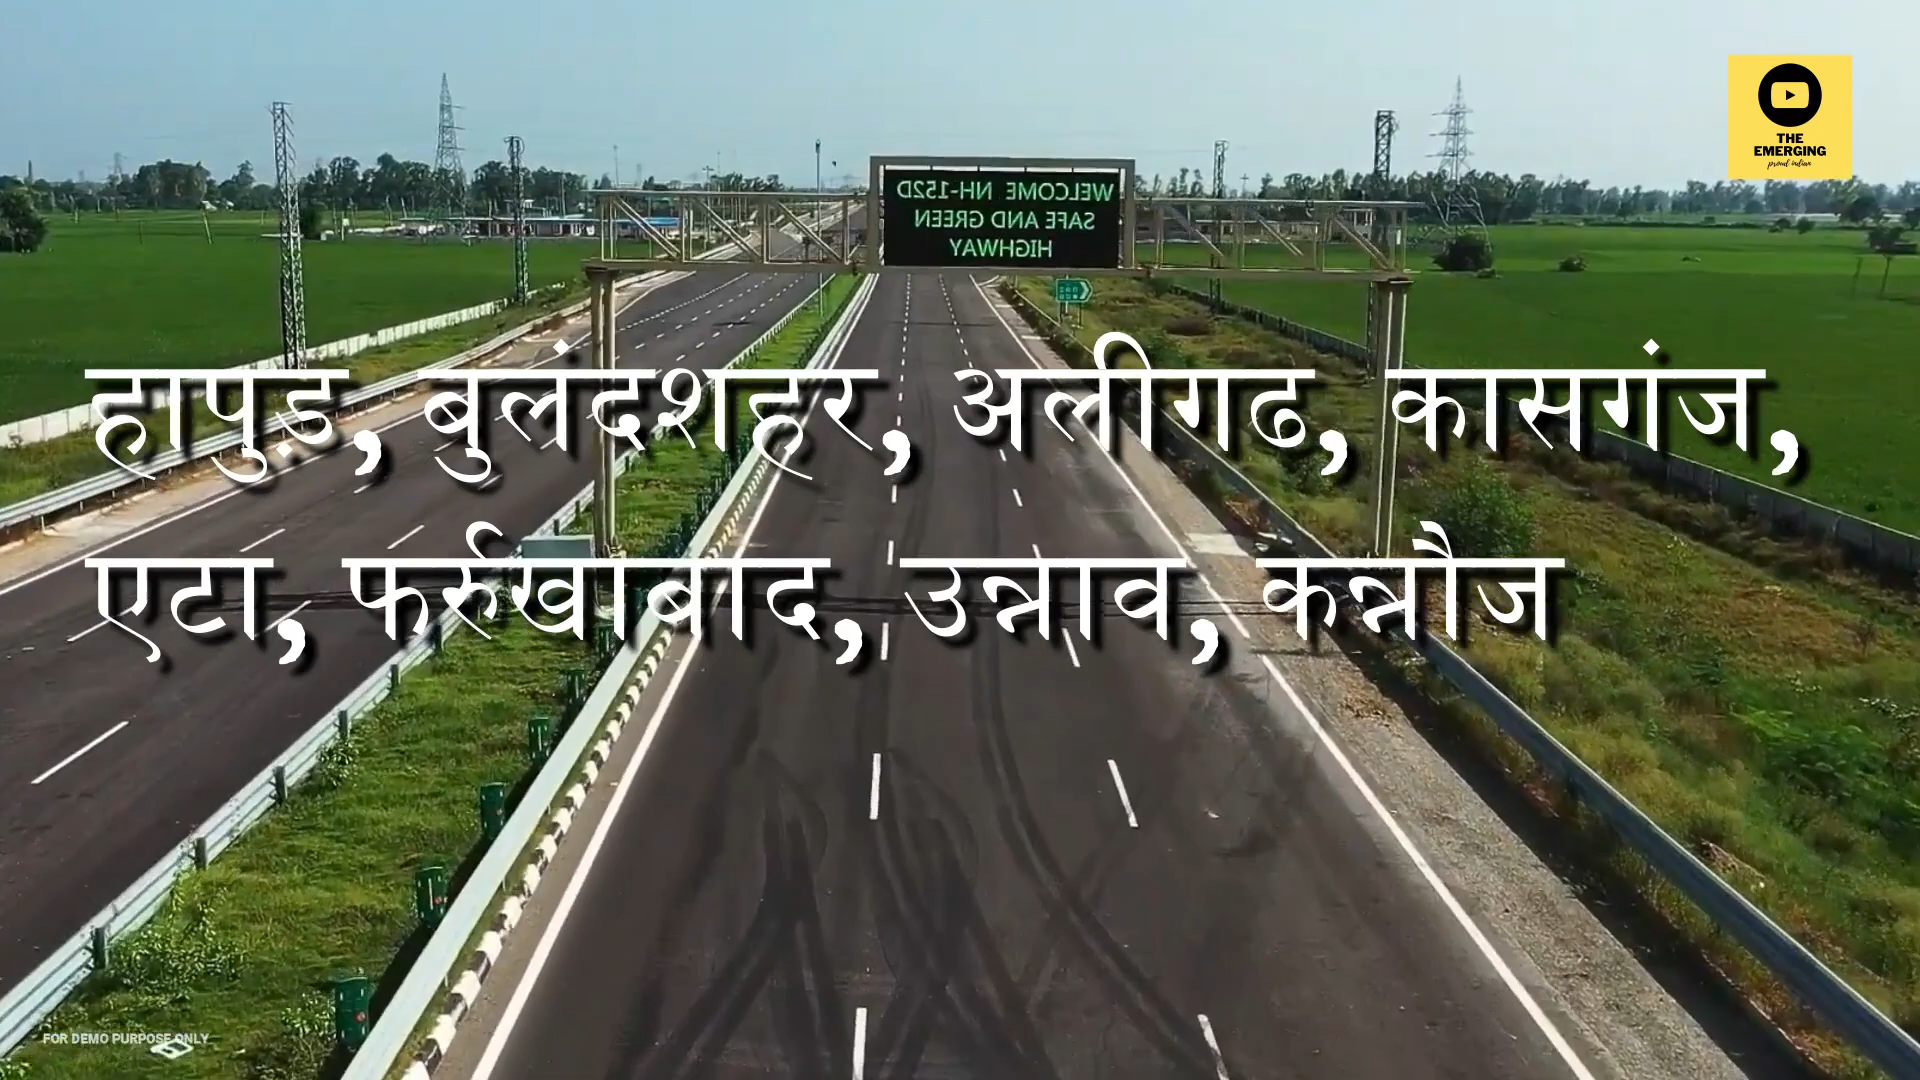 THE
EMERGING
proud indian
WELCOME NH-152D
SAFE AND GREEN
HIGHWAY
हापुड़, बुलंदशहर, अलीगढ, कासगंज,
एटा, फर्रुखाबाद, उन्नाव, कन्नौज
FOR DEMO PURPOSE ONLY